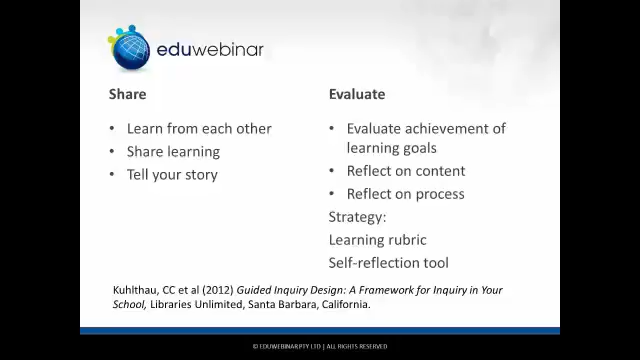 eduwebinar
Share
• Learn from each other
• Share learning
• Tell your story
Evaluate
• Evaluate achievement of
learning goals
• Reflect on content
• Reflect on process
Strategy:
Learning rubric
Self-reflection tool
Kuhlthau, CC et al (2012) Guided Inquiry Design: A Framework for Inquiry in Your
School, Libraries Unlimited, Santa Barbara, California.
© EDUWEBINAR PTY LTD | ALL RIGHTS RESERVED